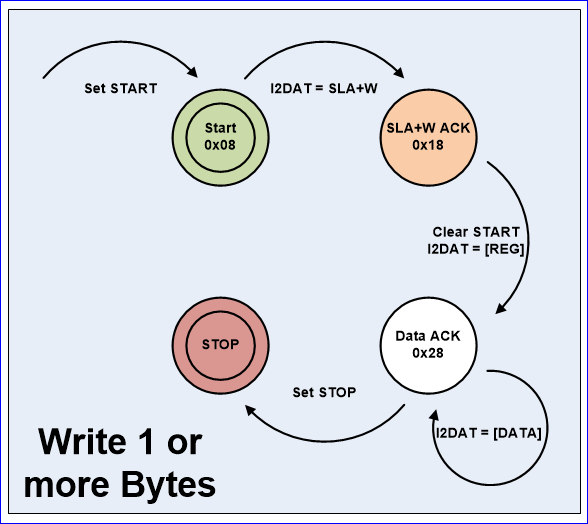 Set START
I2DAT = SLA+W
Start
0x08
SLA+W ACK
0x18
Clear START
I2DAT = [REG]
STOP
Data ACK
0x28
Set STOP
I2DAT = [DATA]
Write 1 or
more Bytes